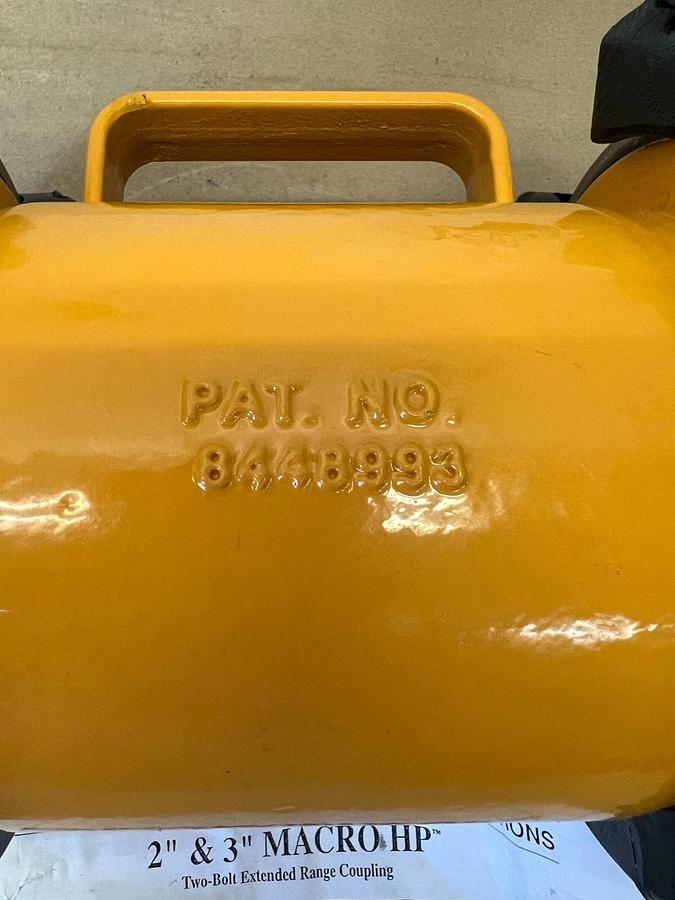 PAT. NO.
8448993
2" & 3" MACRO HP™
Two-Bolt Extended Range Coupling